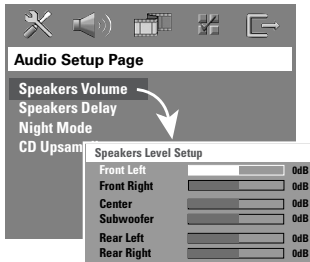 Audio Setup Page
Speakers Volume
Speakers Delay
Night Mode
CD
Speakers Level Setup
Front Left 0dB
Front Right 0dB
Center 0dB
Subwoofer 0dB
Rear Left 0dB
Rear Right 0dB